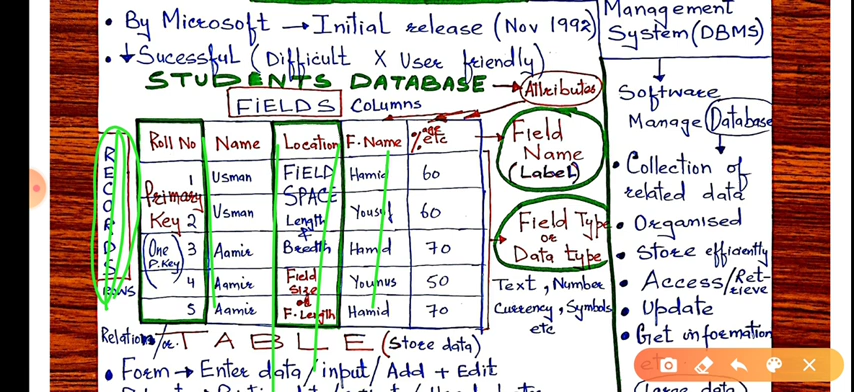 • By Microsoft → Initial release (Nov 1992)
• ↓ Sucessful (Difficult X User friendly)
STUDENTS DATABASE → Attributes
FIELDS Columns
RECORDS
Rows
Roll No Name Location F.Name %age etc
1 Usman Hamid 60
2 Usman Yousuf 60
3 Aamir Hamid 70
4 Aamir Younus 50
5 Aamir Hamid 70
Primary
Key
(One
P.Key)
FIELD
SPACE
Length
&
Bredth
Field
Size
or
F.Length
Field
Name
(Label)
Field Type
or
Data type
Text, Number
Currency, Symbols
etc
Relation/or TABLE (Store data)
• Form → Enter data/input/Add + Edit
Management
System (DBMS)
Software
Manage Database
• Collection of
related data
• Organised
• Store efficiently
• Access/Ret-
rieve
• Update
• Get information
etc
(Large data)